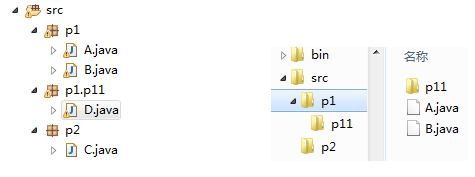 src
p1
A.java
B.java
p1.p11
D.java
p2
C.java
bin
src
p1
p11
p2
名称
p11
A.java
B.java